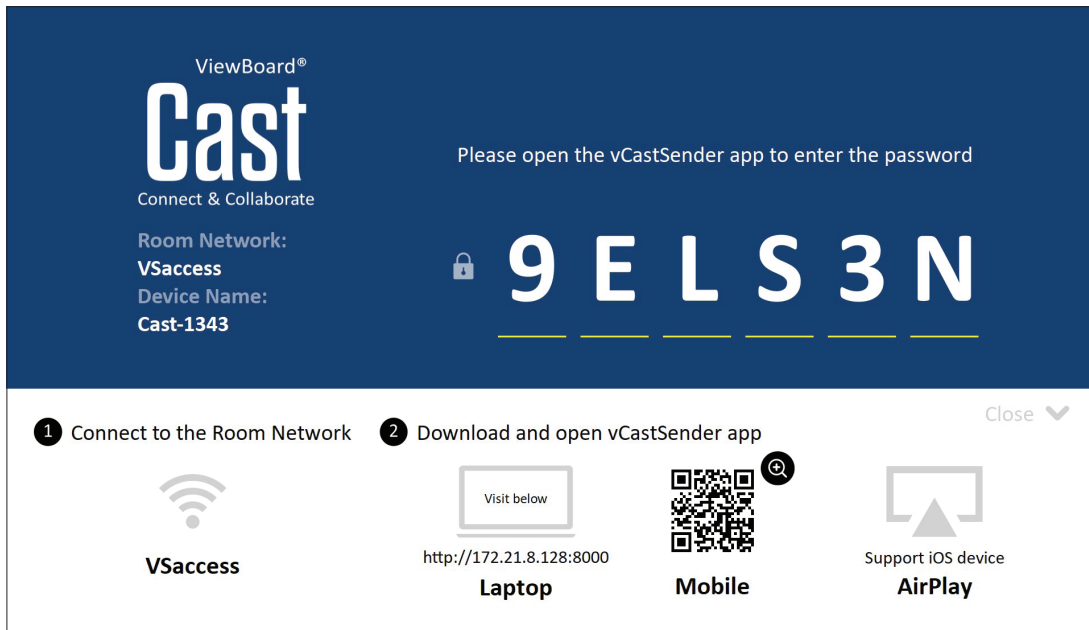 ViewBoard®
Cast
Connect & Collaborate
Room Network:
VSaccess
Device Name:
Cast-1343
Please open the vCastSender app to enter the password
9 E L S 3 N
Close
1 Connect to the Room Network
VSaccess
2 Download and open vCastSender app
Visit below
http://172.21.8.128:8000
Laptop
Mobile
Support iOS device
AirPlay